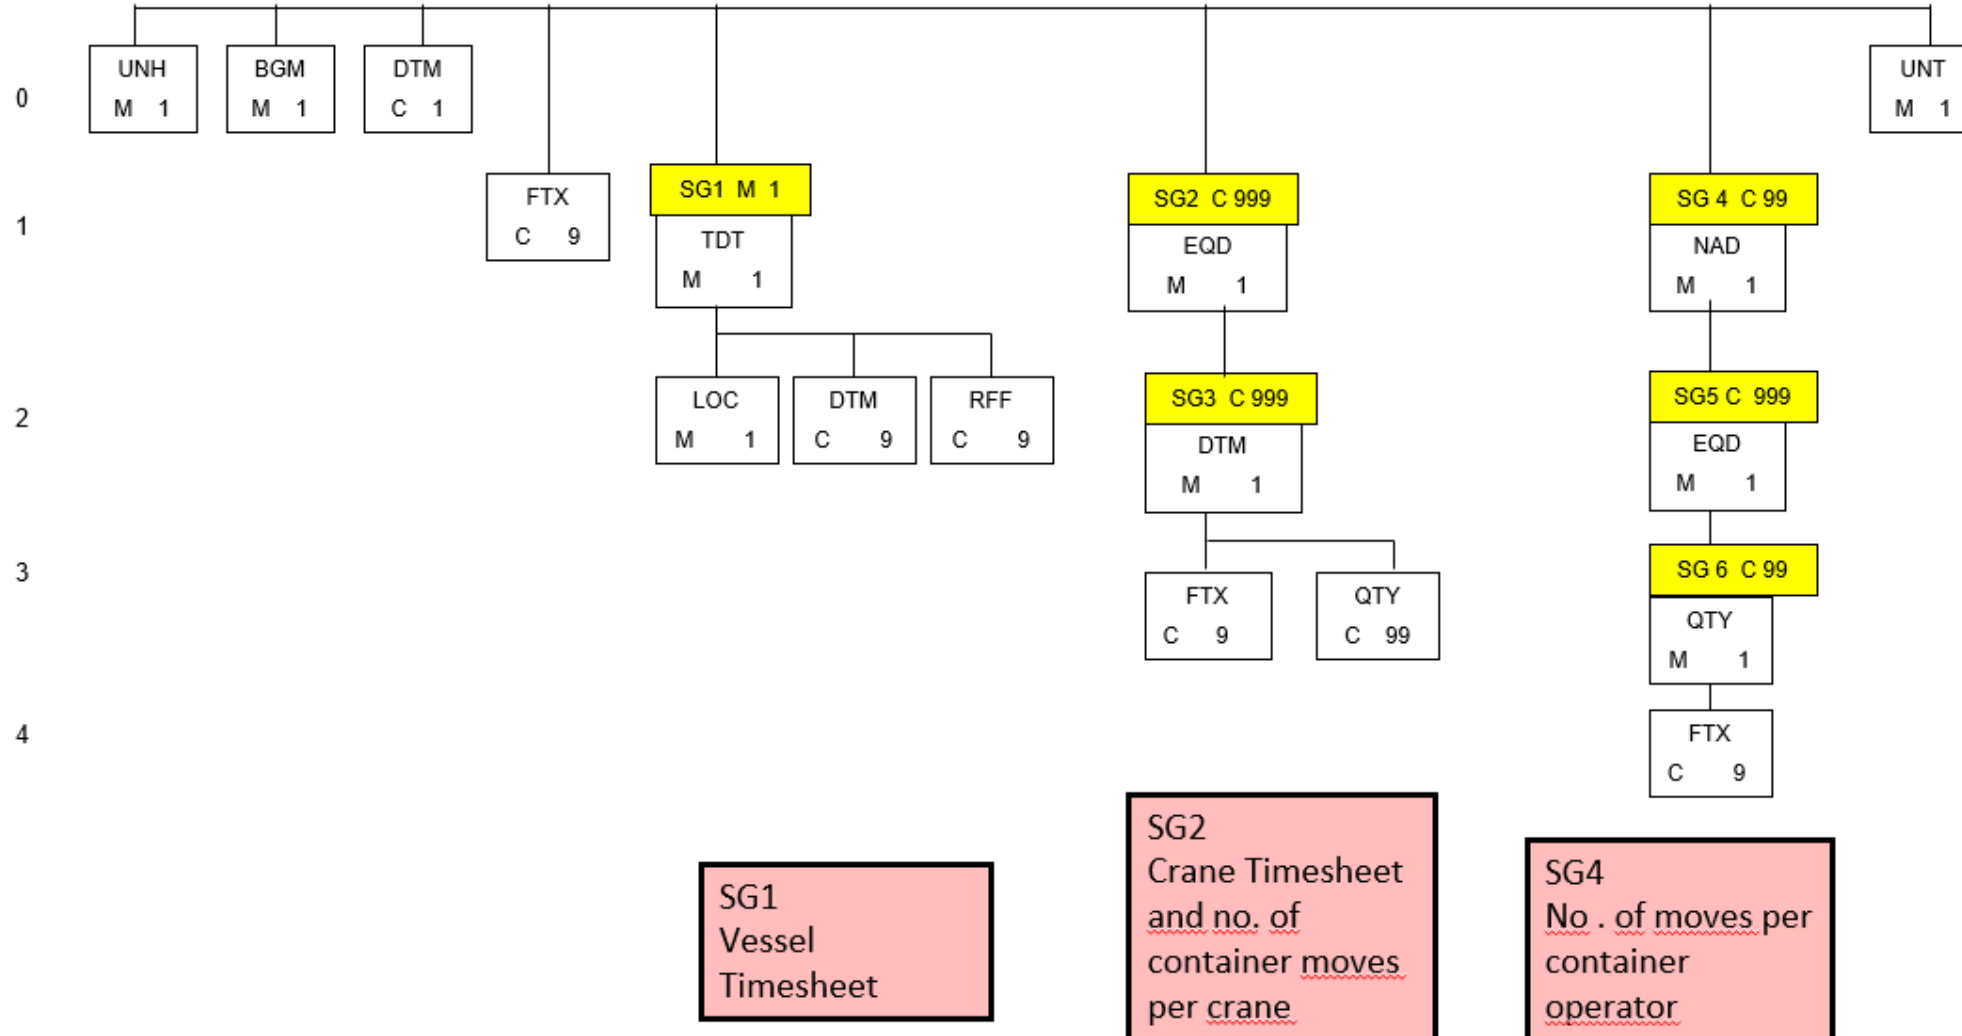 0
UNH
M 1
BGM
M 1
DTM
C 1
UNT
M 1
1
FTX
C 9
SG1 M 1
TDT
M 1
SG2 C 999
EQD
M 1
SG 4 C 99
NAD
M 1
2
LOC
M 1
DTM
C 9
RFF
C 9
SG3 C 999
DTM
M 1
SG5 C 999
EQD
M 1
3
FTX
C 9
QTY
C 99
SG 6 C 99
QTY
M 1
4
FTX
C 9
SG1
Vessel
Timesheet
SG2
Crane Timesheet
and no. of
container moves
per crane
SG4
No . of moves per
container
operator